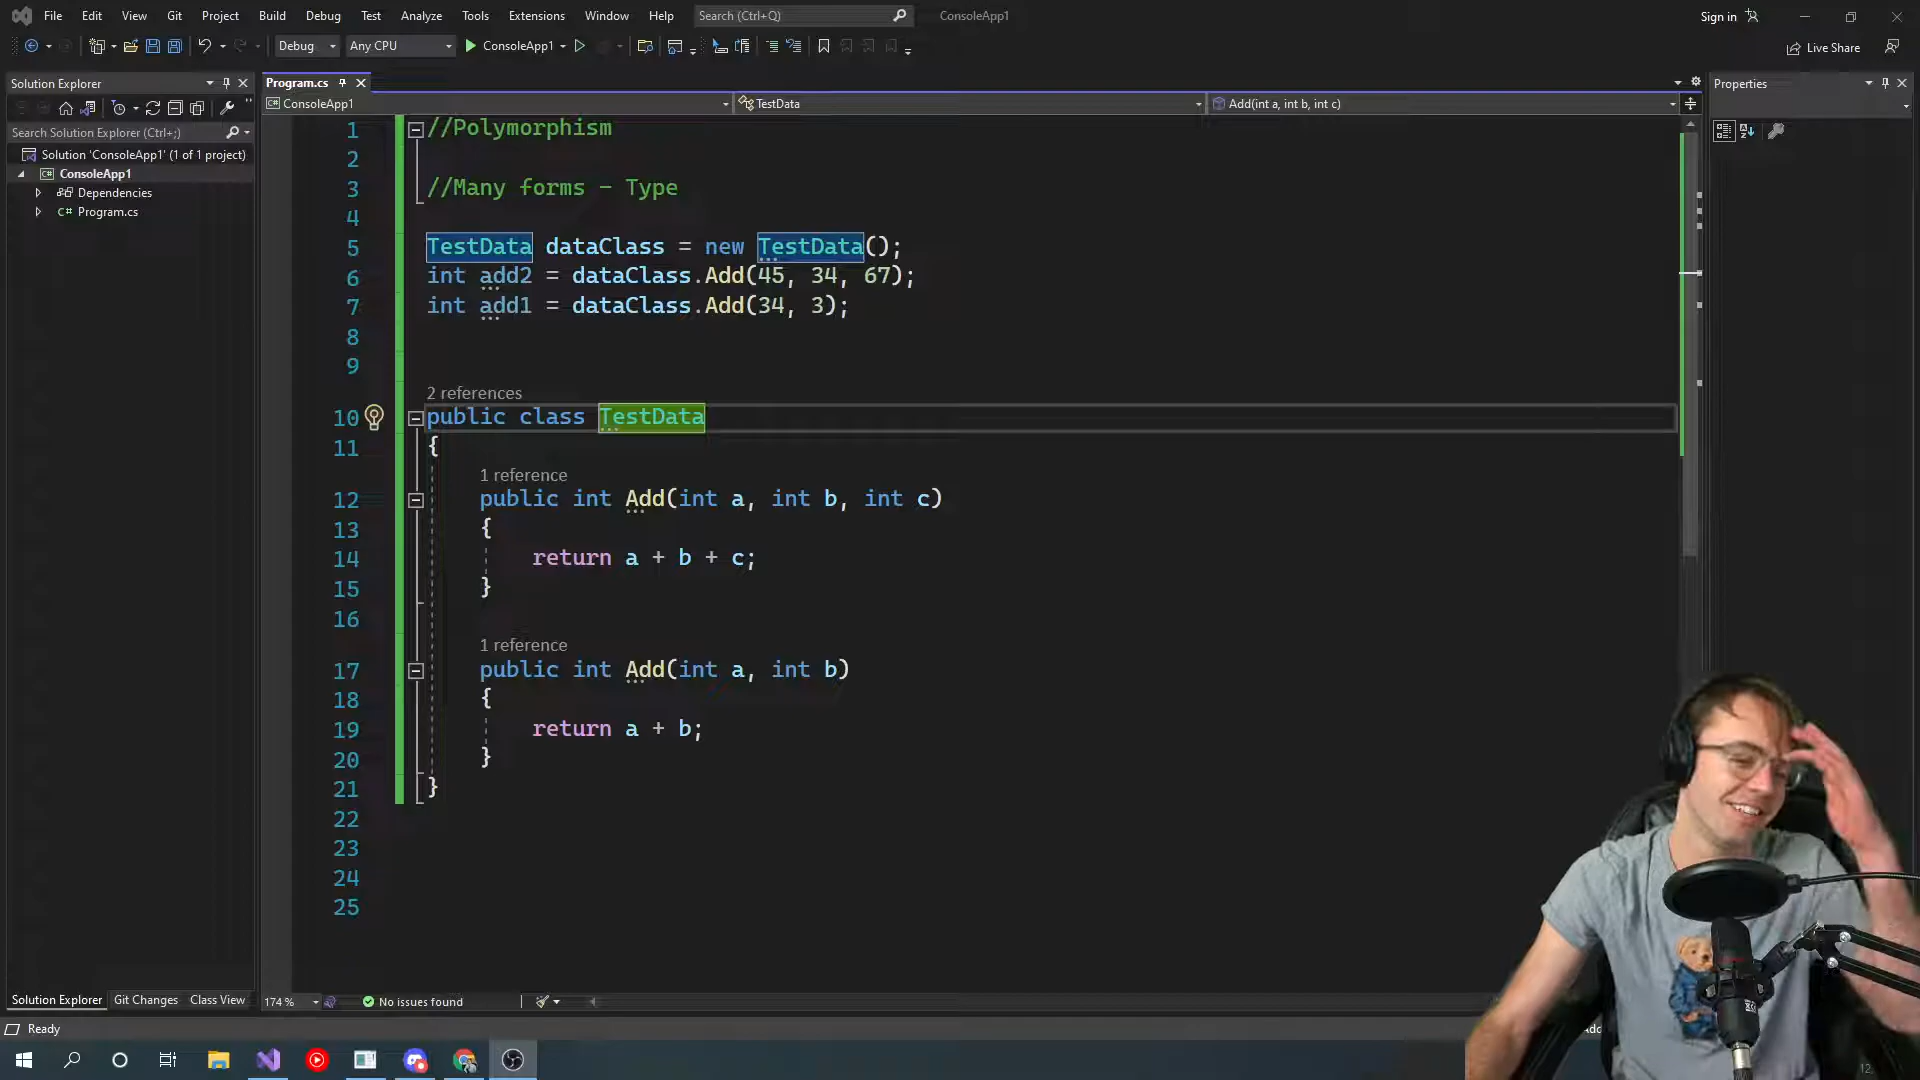 File Edit View Git Project Build Debug Test Analyze Tools Extensions Window Help Search (Ctrl+Q) ConsoleApp1 Sign in
Debug Any CPU ConsoleApp1 Live Share
Solution Explorer
Search Solution Explorer (Ctrl+;)
Solution 'ConsoleApp1' (1 of 1 project)
ConsoleApp1
Dependencies
C# Program.cs
Program.cs
C# ConsoleApp1 TestData Add(int a, int b, int c)
Properties
1 //Polymorphism
2
3 //Many forms - Type
4
5 TestData dataClass = new TestData();
6 int add2 = dataClass.Add(45, 34, 67);
7 int add1 = dataClass.Add(34, 3);
8
9
2 references
10 public class TestData
11 {
1 reference
12 public int Add(int a, int b, int c)
13 {
14 return a + b + c;
15 }
16
1 reference
17 public int Add(int a, int b)
18 {
19 return a + b;
20 }
21 }
22
23
24
25
Solution Explorer Git Changes Class View
174 % No issues found
Ready
12